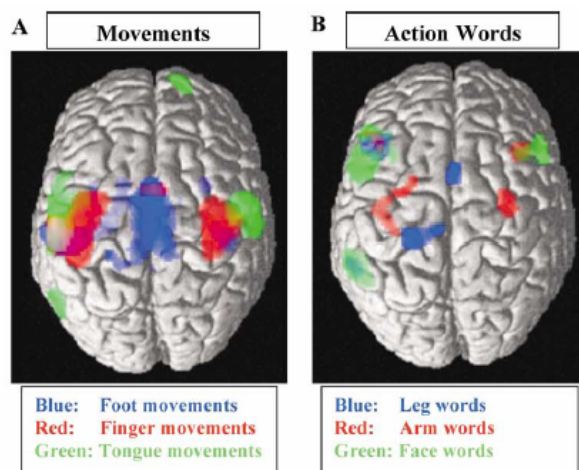 A
Movements
Blue: Foot movements
Red: Finger movements
Green: Tongue movements
B
Action Words
Blue: Leg words
Red: Arm words
Green: Face words